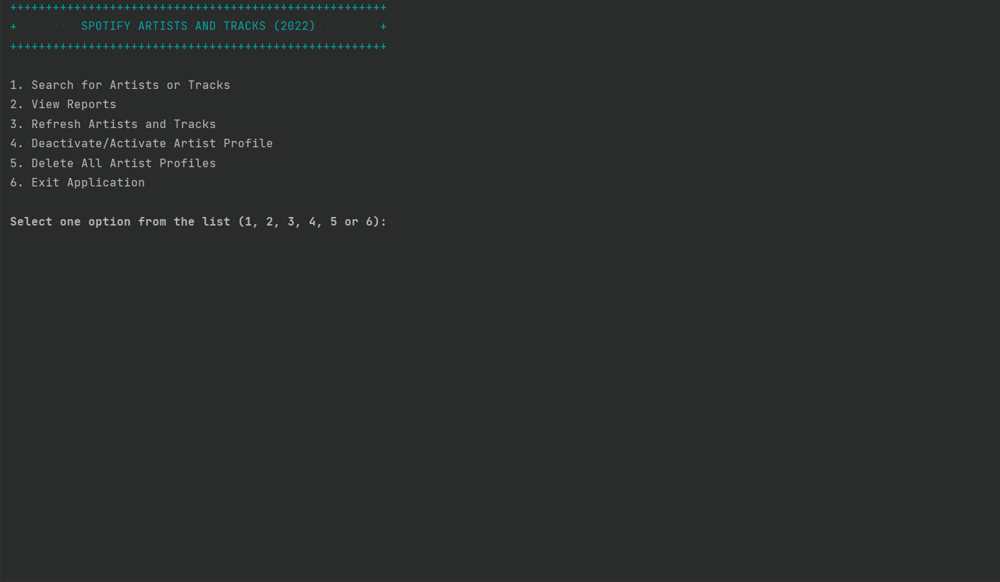 +++++++++++++++++++++++++++++++++++++++++++++++++++++
+         SPOTIFY ARTISTS AND TRACKS (2022)         +
+++++++++++++++++++++++++++++++++++++++++++++++++++++
1. Search for Artists or Tracks
2. View Reports
3. Refresh Artists and Tracks
4. Deactivate/Activate Artist Profile
5. Delete All Artist Profiles
6. Exit Application
Select one option from the list (1, 2, 3, 4, 5 or 6):